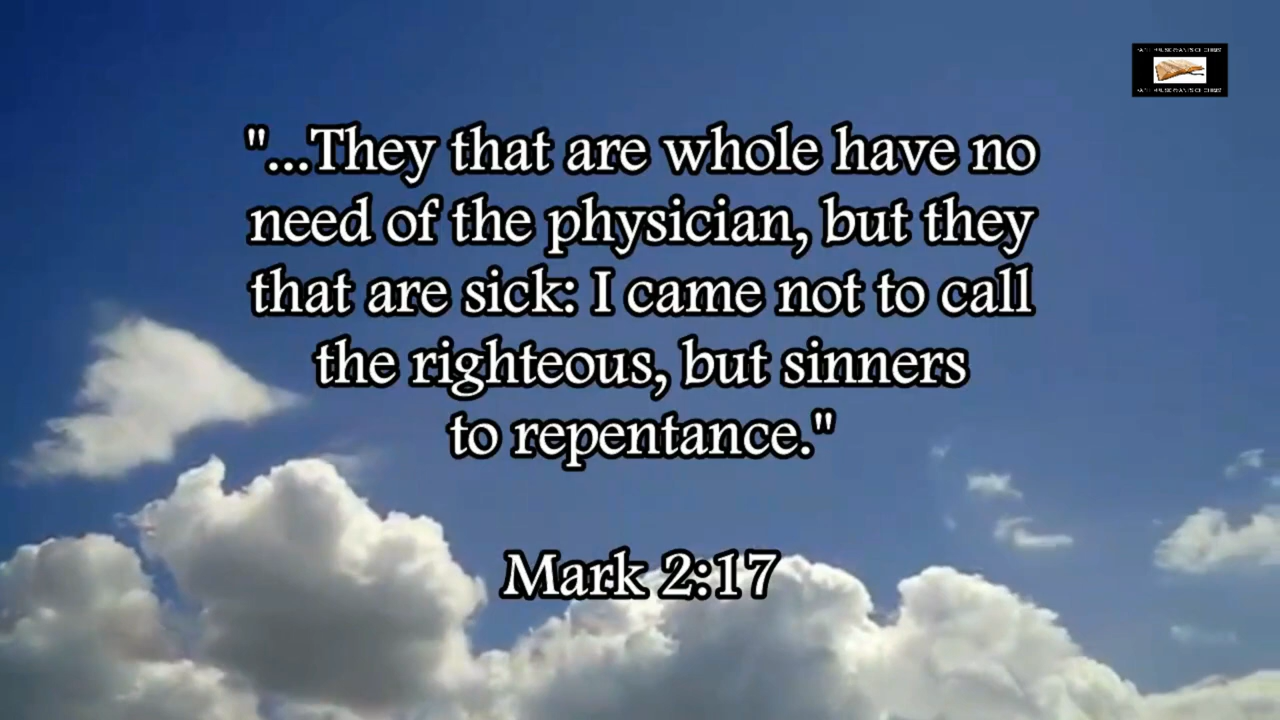 "...They that are whole have no
need of the physician, but they
that are sick: I came not to call
the righteous, but sinners
to repentance."
Mark 2:17